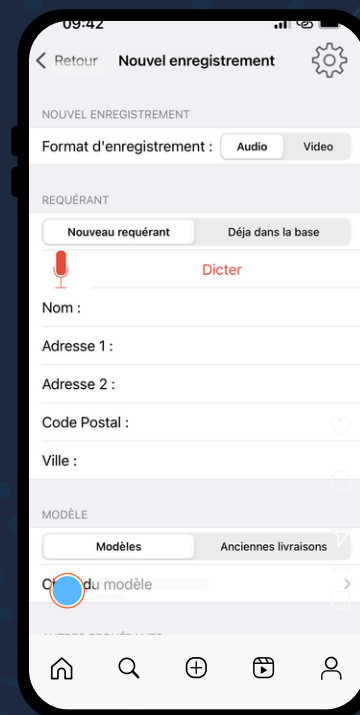 09:42
Retour Nouvel enregistrement
NOUVEL ENREGISTREMENT
Format d'enregistrement : Audio Video
REQUÉRANT
Nouveau requérant Déja dans la base
Dicter
Nom :
Adresse 1 :
Adresse 2 :
Code Postal :
Ville :
MODÈLE
Modèles Anciennes livraisons
du modèle